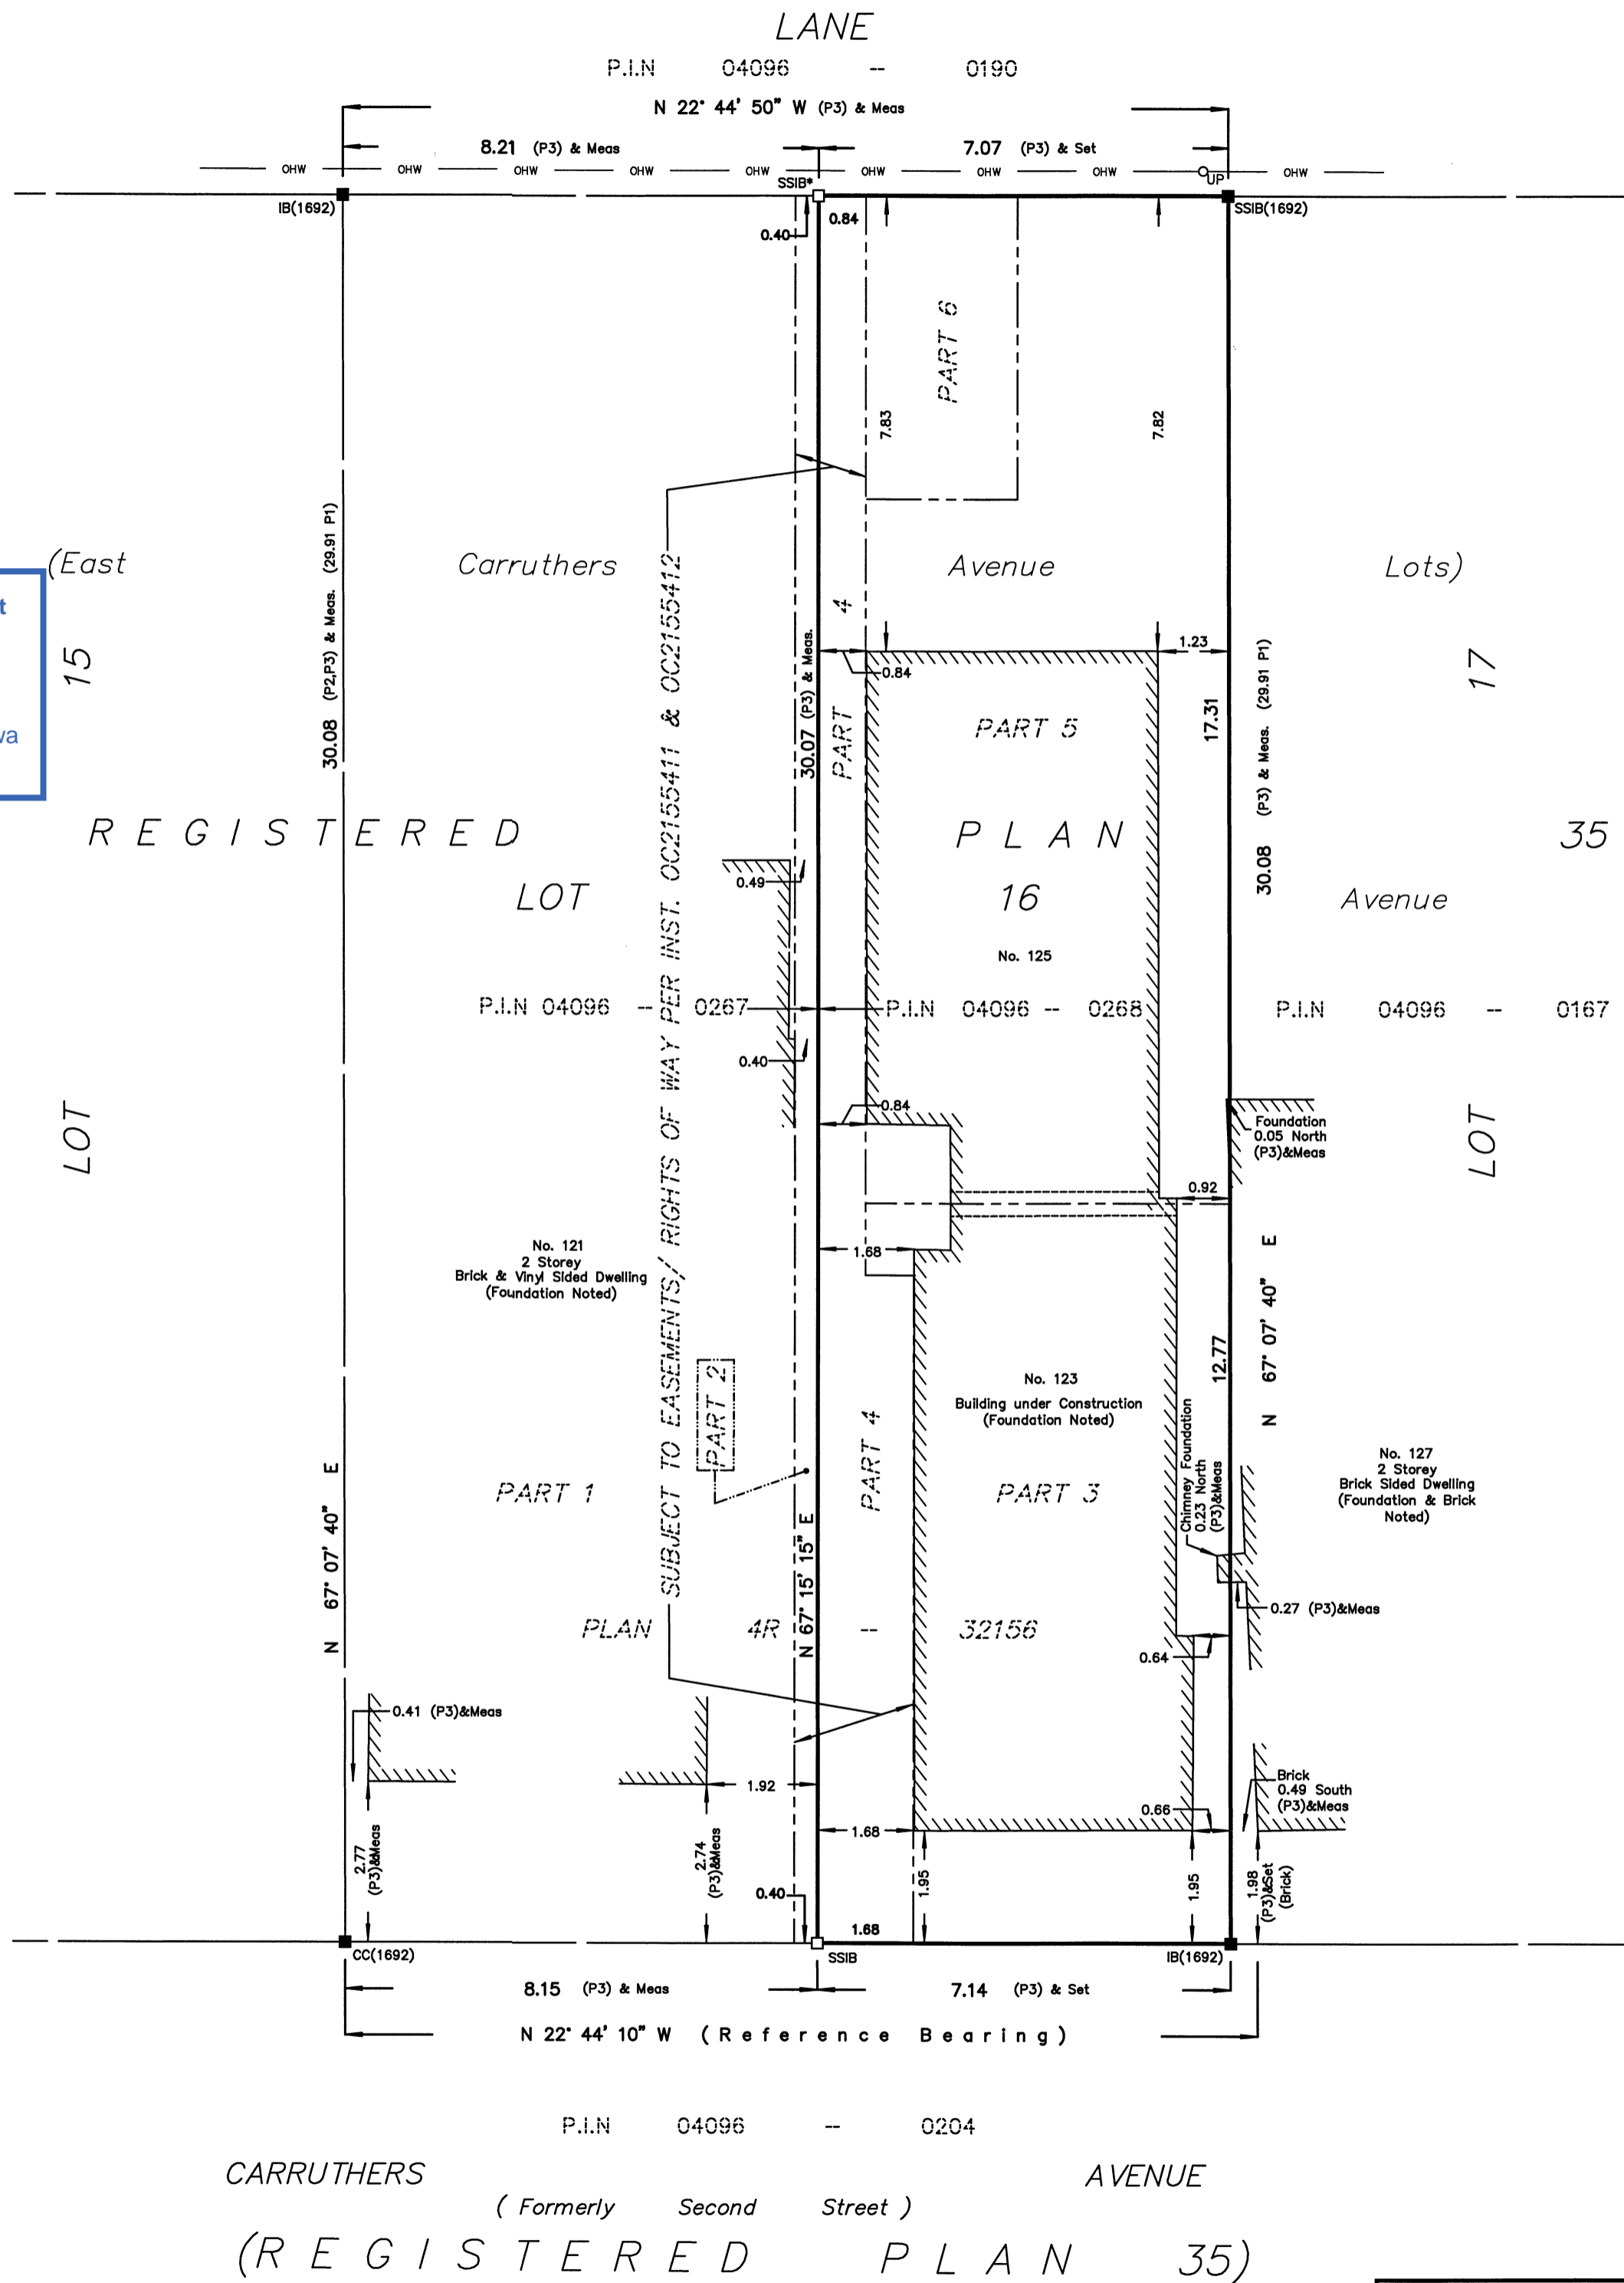 LANE
P.I.N 04096 -- 0190
N 22° 44' 50" W (P3) & Meas
8.21 (P3) & Meas 7.07 (P3) & Set
OHW OHW OHW OHW OHW OHW OHW OHW UP OHW
SSIB*
IB(1692) SSIB(1692)
0.40 0.84
PART 6
7.83 7.82
30.08 (P2,P3) & Meas. (29.91 P1)
(East Carruthers Avenue Lots)
t
15
va
SUBJECT TO EASEMENTS/ RIGHTS OF WAY PER INST. OC2155411 & OC2155412
30.07 (P3) & Meas.
PART 4
1.23
0.84
17
17.31
30.08 (P3) & Meas. (29.91 P1)
PART 5
REGISTERED PLAN 35
0.49
LOT 16 Avenue
No. 125
P.I.N 04096 -- 0267 P.I.N 04096 -- 0268 P.I.N 04096 -- 0167
0.40
0.84
LOT
Foundation
0.05 North
(P3)&Meas
LOT
0.92
1.68
No. 121
2 Storey
Brick & Vinyl Sided Dwelling
(Foundation Noted)
N 67° 07' 40" E
12.77
PART 2
No. 123
Building under Construction
(Foundation Noted)
PART 4
Chimney Foundation
0.23 North
(P3)&Meas
No. 127
2 Storey
Brick Sided Dwelling
(Foundation & Brick
Noted)
PART 1 PART 3
N 67° 07' 40" E
N 67° 15' 15" E
0.27 (P3)&Meas
PLAN 4R -- 32156
0.64
0.41 (P3)&Meas
1.92
Brick
0.49 South
(P3)&Meas
0.66
1.68
2.77
(P3)&Meas
2.74
(P3)&Meas
1.95
1.95
1.98
(P3)&Set
(Brick)
0.40
1.68
CC(1692) SSIB IB(1692)
8.15 (P3) & Meas 7.14 (P3) & Set
N 22° 44' 10" W (Reference Bearing)
P.I.N 04096 -- 0204
CARRUTHERS AVENUE
( Formerly Second Street )
(REGISTERED PLAN 35)